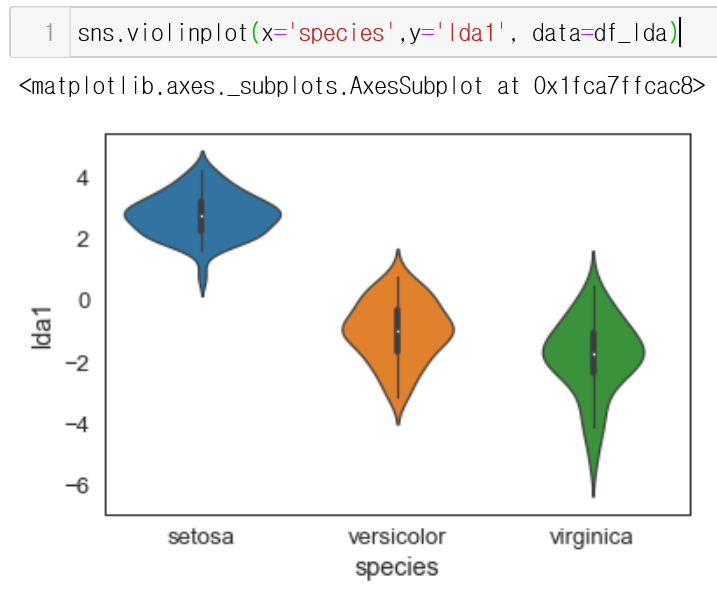 1 sns.violinplot(x='species',y='lda1', data=df_lda)
<matplotlib.axes._subplots.AxesSubplot at 0x1fca7ffcac8>
4
2
0
−2
−4
−6
lda1
setosa versicolor virginica
species